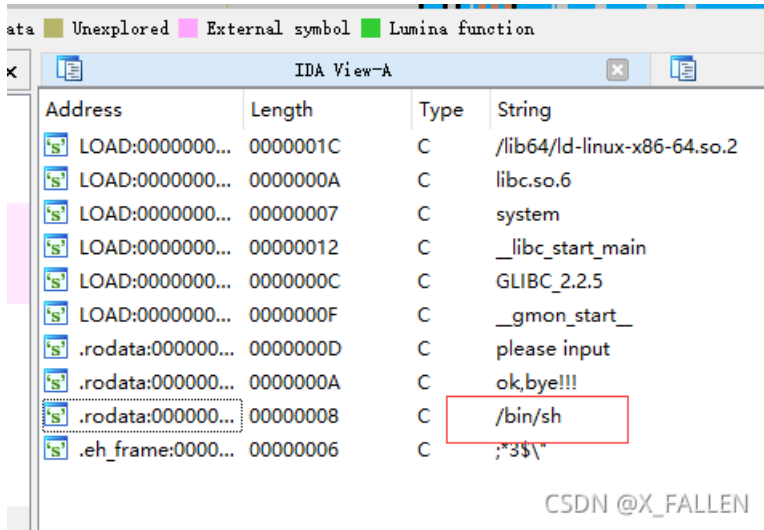 ata Unexplored External symbol Lumina function
IDA View-A
Address Length Type String
LOAD:0000000... 0000001C C /lib64/ld-linux-x86-64.so.2
LOAD:0000000... 0000000A C libc.so.6
LOAD:0000000... 00000007 C system
LOAD:0000000... 00000012 C __libc_start_main
LOAD:0000000... 0000000C C GLIBC_2.2.5
LOAD:0000000... 0000000F C __gmon_start__
.rodata:000000... 0000000D C please input
.rodata:000000... 0000000A C ok,bye!!!
.rodata:000000... 00000008 C /bin/sh
.eh_frame:0000... 00000006 C ;*3$\"
CSDN @X_FALLEN